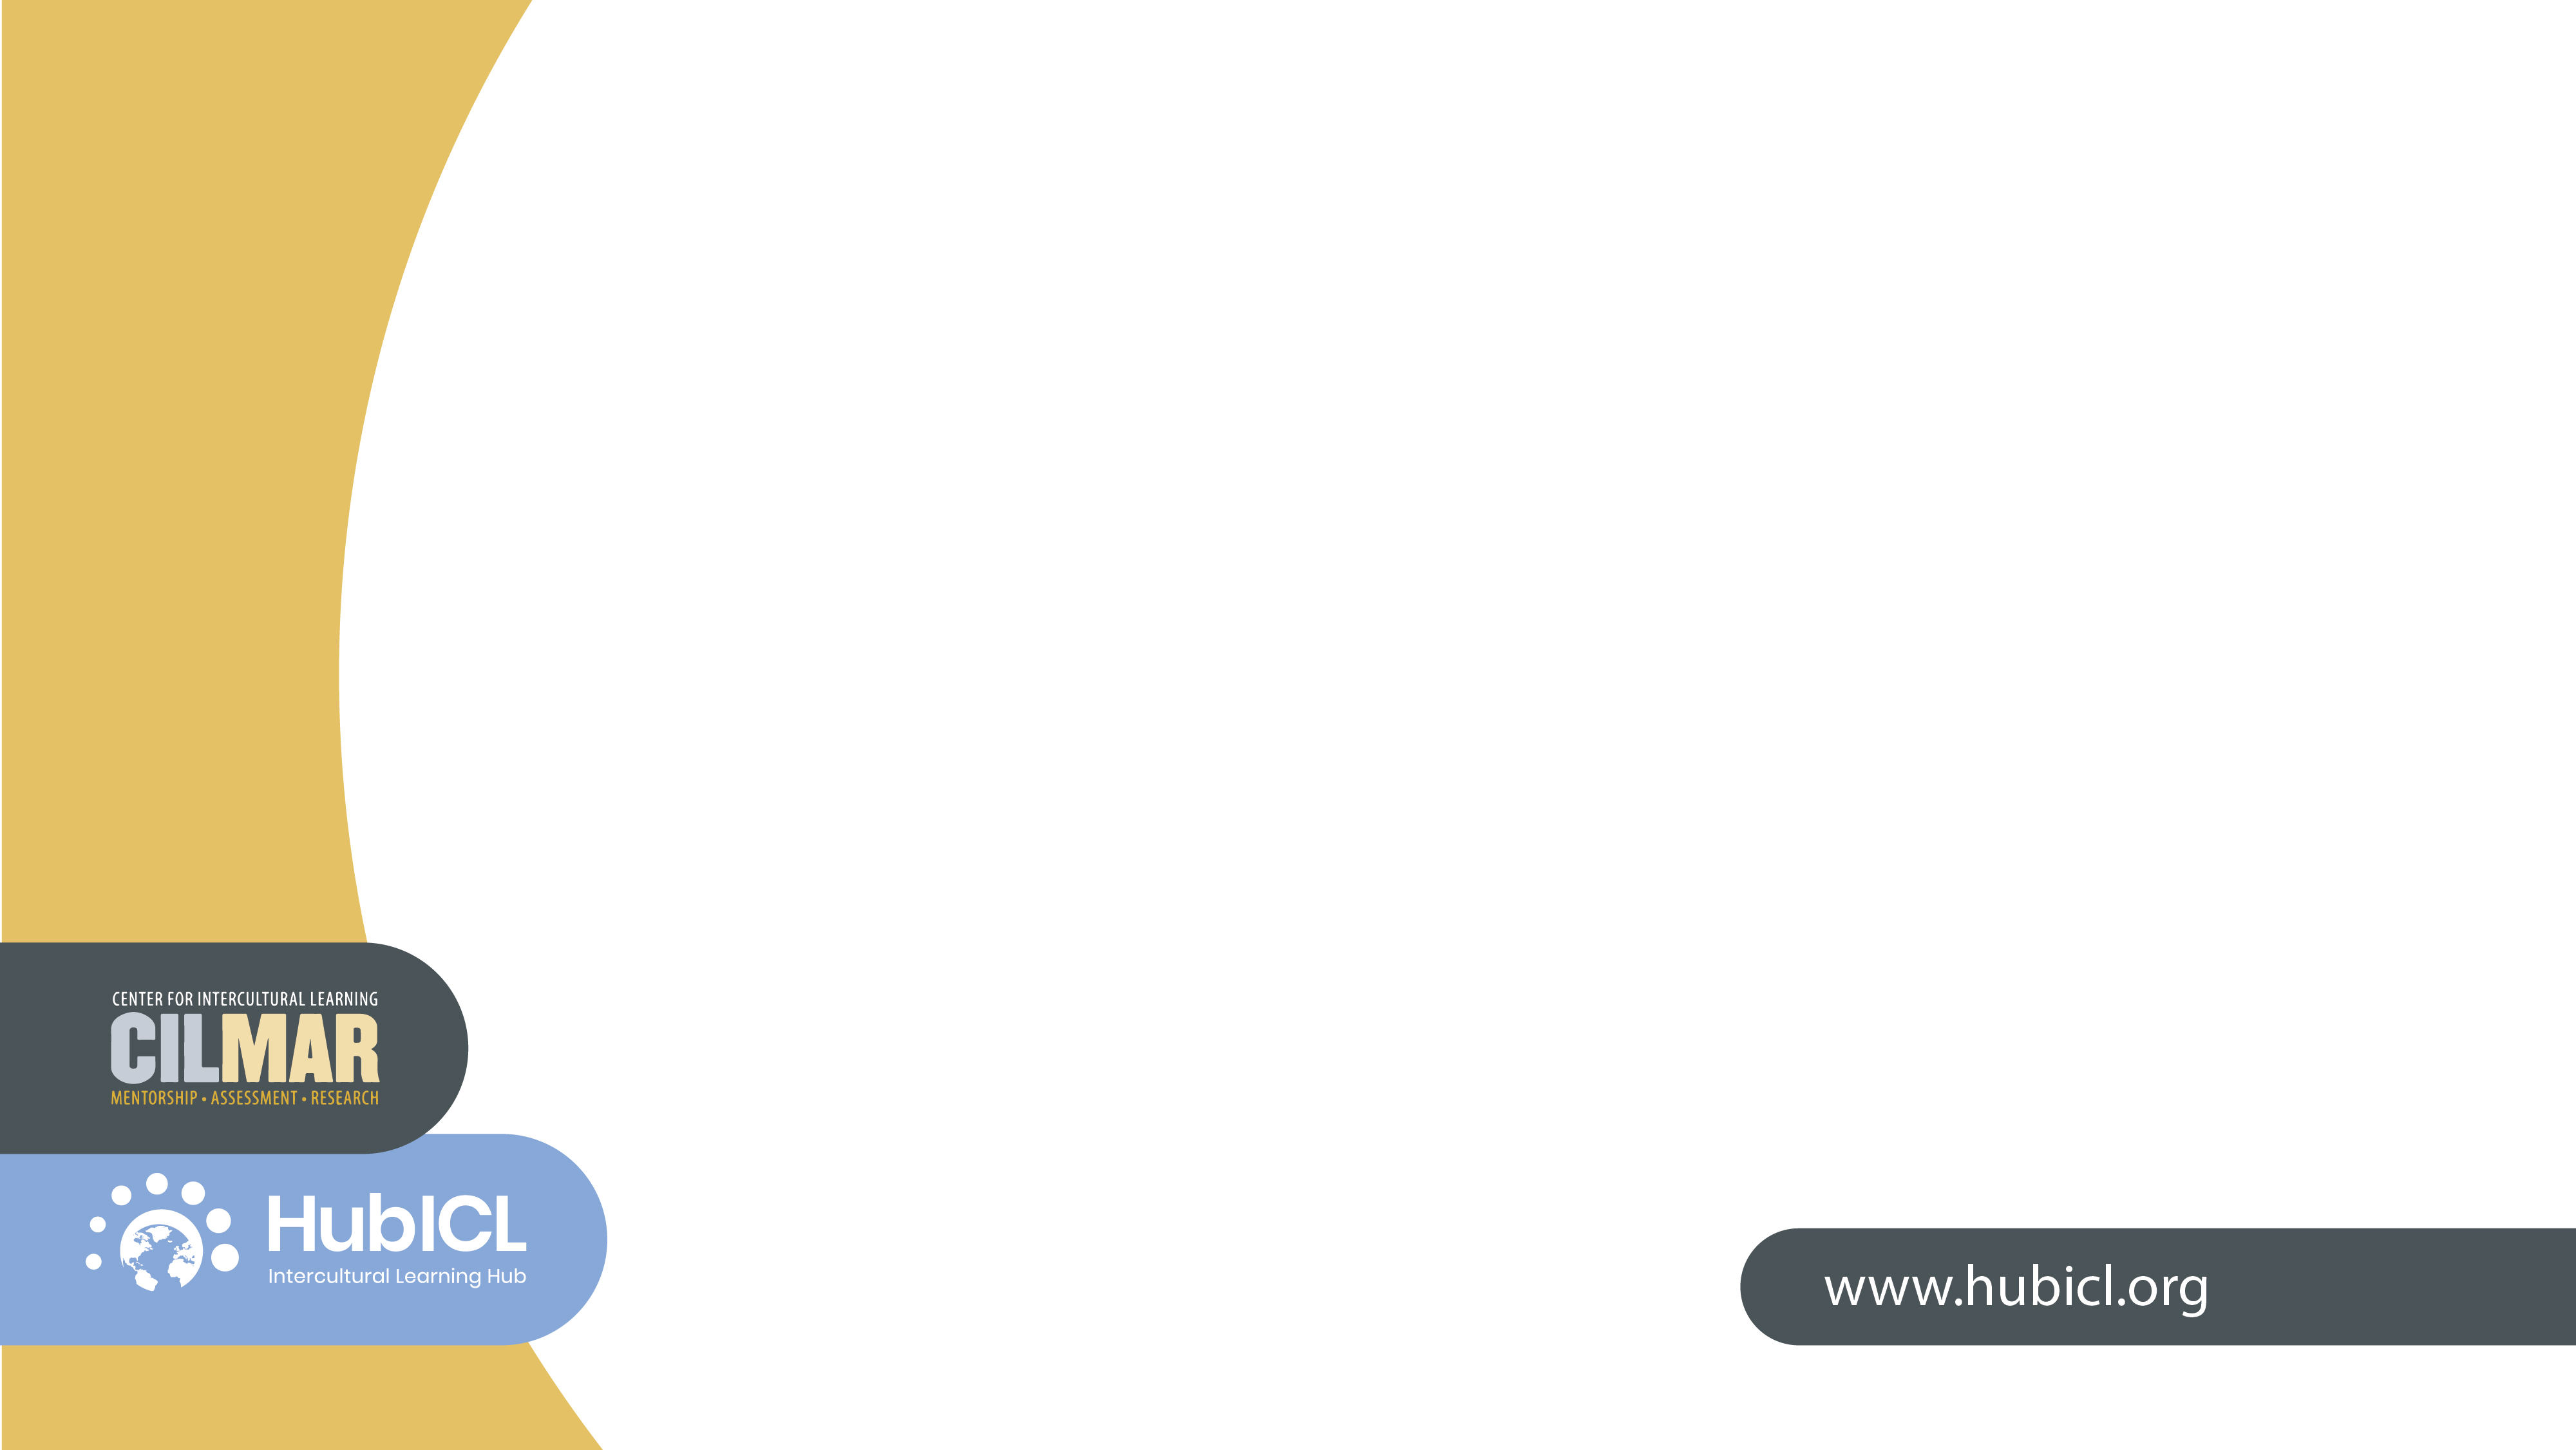 CENTER FOR INTERCULTURAL LEARNING
CILMAR
MENTORSHIP • ASSESSMENT • RESEARCH
HubICL
Intercultural Learning Hub
www.hubicl.org